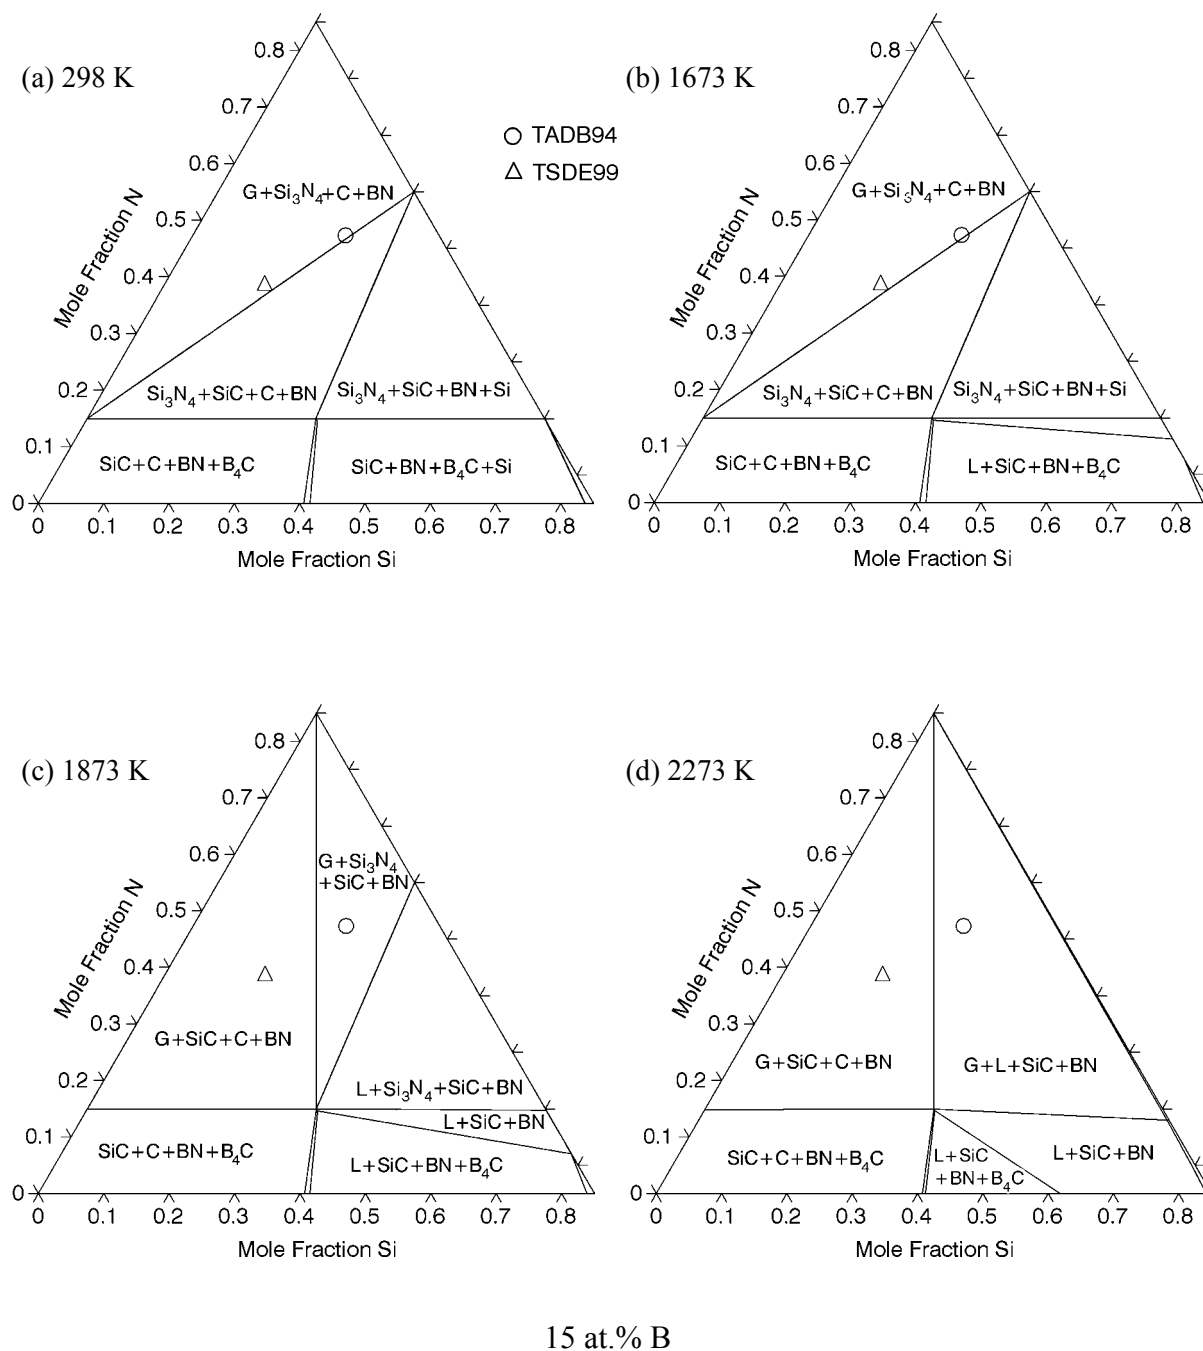 (a) 298 K
0.8
0.7
0.6
0.5
0.4
0.3
0.2
0.1
0
Mole Fraction N
G+Si₃N₄+C+BN
Si₃N₄+SiC+C+BN
Si₃N₄+SiC+BN+Si
SiC+C+BN+B₄C
SiC+BN+B₄C+Si
0 0.1 0.2 0.3 0.4 0.5 0.6 0.7 0.8
Mole Fraction Si
TADB94
TSDE99
(b) 1673 K
0.8
0.7
0.6
0.5
0.4
0.3
0.2
0.1
0
Mole Fraction N
G+Si₃N₄+C+BN
Si₃N₄+SiC+C+BN
Si₃N₄+SiC+BN+Si
SiC+C+BN+B₄C
L+SiC+BN+B₄C
0 0.1 0.2 0.3 0.4 0.5 0.6 0.7 0.8
Mole Fraction Si
(c) 1873 K
0.8
0.7
0.6
0.5
0.4
0.3
0.2
0.1
0
Mole Fraction N
G+Si₃N₄
+SiC+BN
G+SiC+C+BN
L+Si₃N₄+SiC+BN
L+SiC+BN
SiC+C+BN+B₄C
L+SiC+BN+B₄C
0 0.1 0.2 0.3 0.4 0.5 0.6 0.7 0.8
Mole Fraction Si
(d) 2273 K
0.8
0.7
0.6
0.5
0.4
0.3
0.2
0.1
0
Mole Fraction N
G+SiC+C+BN
G+L+SiC+BN
SiC+C+BN+B₄C
L+SiC
+BN+B₄C
L+SiC+BN
0 0.1 0.2 0.3 0.4 0.5 0.6 0.7 0.8
Mole Fraction Si
15 at.% B